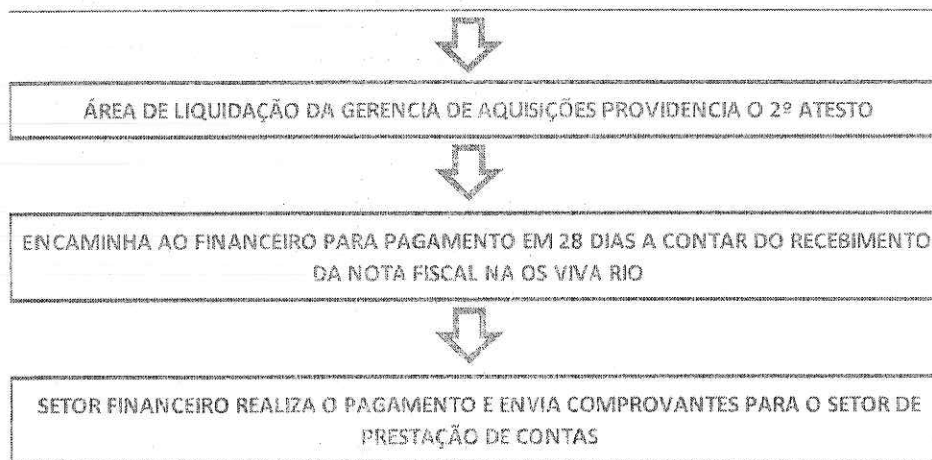 ÁREA DE LIQUIDAÇÃO DA GERENCIA DE AQUISIÇÕES PROVIDENCIA O 2º ATESTO
ENCAMINHA AO FINANCEIRO PARA PAGAMENTO EM 28 DIAS A CONTAR DO RECEBIMENTO
DA NOTA FISCAL NA OS VIVA RIO
SETOR FINANCEIRO REALIZA O PAGAMENTO E ENVIA COMPROVANTES PARA O SETOR DE
PRESTAÇÃO DE CONTAS